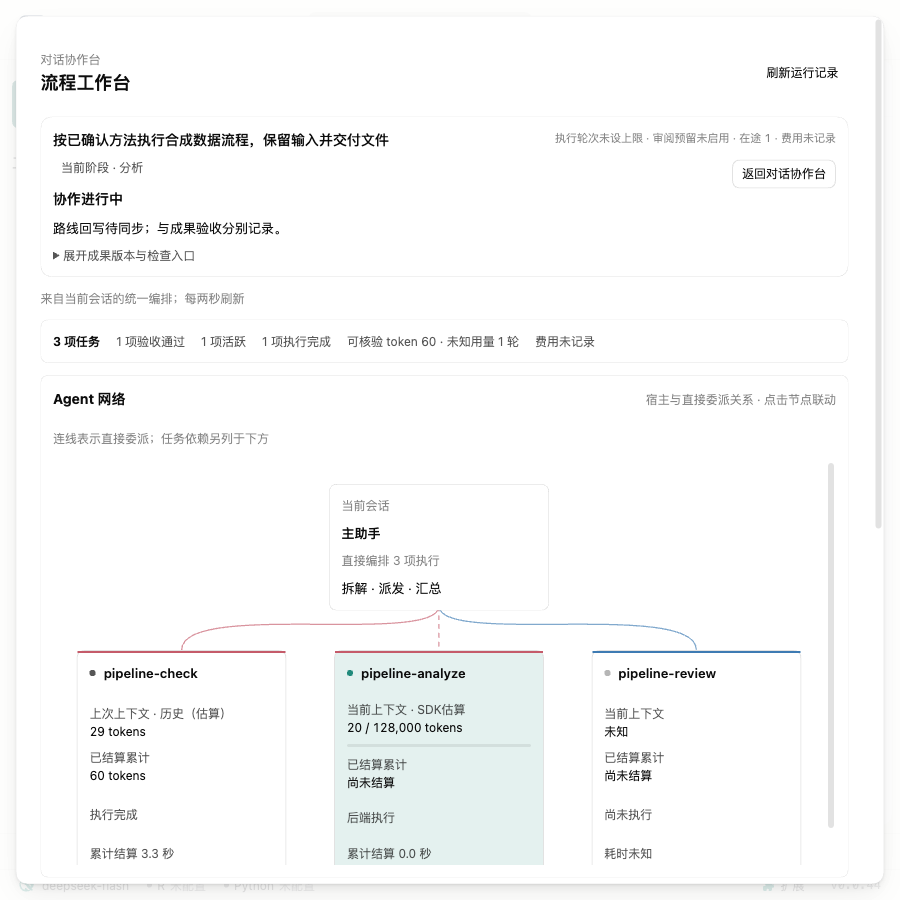 对话协作台
流程工作台
刷新运行记录
按已确认方法执行合成数据流程，保留输入并交付文件
执行轮次未设上限 · 审阅预留未启用 · 在途 1 · 费用未记录
当前阶段 · 分析
返回对话协作台
协作进行中
路线回写待同步；与成果验收分别记录。
展开成果版本与检查入口
来自当前会话的统一编排；每两秒刷新
3 项任务 1 项验收通过 1 项活跃 1 项执行完成 可核验 token 60 · 未知用量 1 轮 费用未记录
Agent 网络
宿主与直接委派关系 · 点击节点联动
连线表示直接委派；任务依赖另列于下方
当前会话
主助手
直接编排 3 项执行
拆解 · 派发 · 汇总
pipeline-check
上次上下文 · 历史（估算）
29 tokens
已结算累计
60 tokens
执行完成
累计结算 3.3 秒
pipeline-analyze
当前上下文 · SDK估算
20 / 128,000 tokens
已结算累计
尚未结算
后端执行
累计结算 0.0 秒
pipeline-review
当前上下文
未知
已结算累计
尚未结算
尚未执行
耗时未知